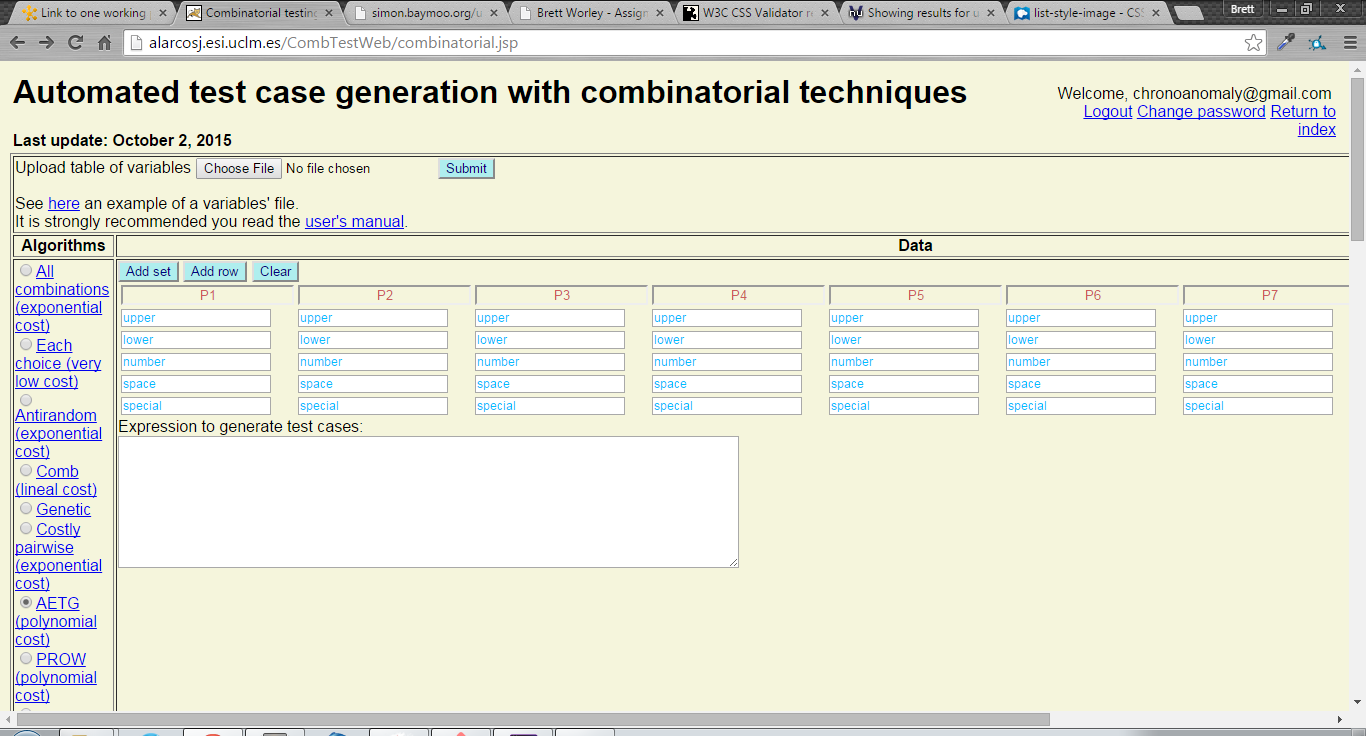 Link to one working
Combinatorial testing
simon.baymoo.org/u
Brett Worley - Assign
W3C CSS Validator re
Showing results for u
list-style-image - CSS
Brett
alarcosj.esi.uclm.es/CombTestWeb/combinatorial.jsp
Automated test case generation with combinatorial techniques
Welcome, chronoanomaly@gmail.com
Logout Change password Return to
index
Last update: October 2, 2015
Upload table of variables Choose File No file chosen Submit
See here an example of a variables' file.
It is strongly recommended you read the user's manual.
Algorithms
Data
All
combinations
(exponential
cost)
Each
choice (very
low cost)
Antirandom
(exponential
cost)
Comb
(lineal cost)
Genetic
Costly
pairwise
(exponential
cost)
AETG
(polynomial
cost)
PROW
(polynomial
cost)
Add set Add row Clear
P1 P2 P3 P4 P5 P6 P7
upper upper upper upper upper upper upper
lower lower lower lower lower lower lower
number number number number number number number
space space space space space space space
special special special special special special special
Expression to generate test cases: